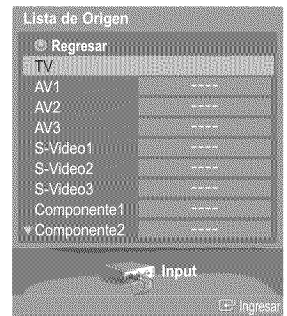 Lista de Origen
Regresar
TV
AV1 ----
AV2 ----
AV3 ----
S-Video1 ----
S-Video2 ----
S-Video3 ----
Componente1 ----
Componente2 ----
Input
Ingresar